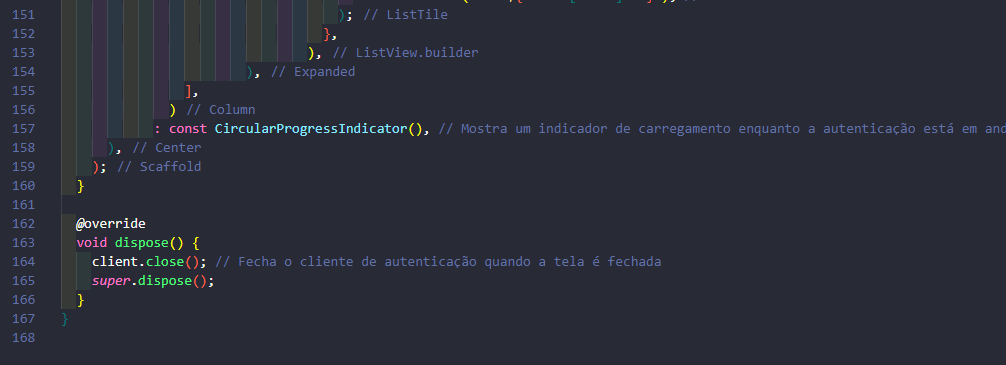 151 ); // ListTile
152 },
153 ), // ListView.builder
154 ), // Expanded
155 ],
156 ) // Column
157 : const CircularProgressIndicator(), // Mostra um indicador de carregamento enquanto a autenticação está em and
158 ), // Center
159 ); // Scaffold
160 }
161
162 @override
163 void dispose() {
164 client.close(); // Fecha o cliente de autenticação quando a tela é fechada
165 super.dispose();
166 }
167 }
168